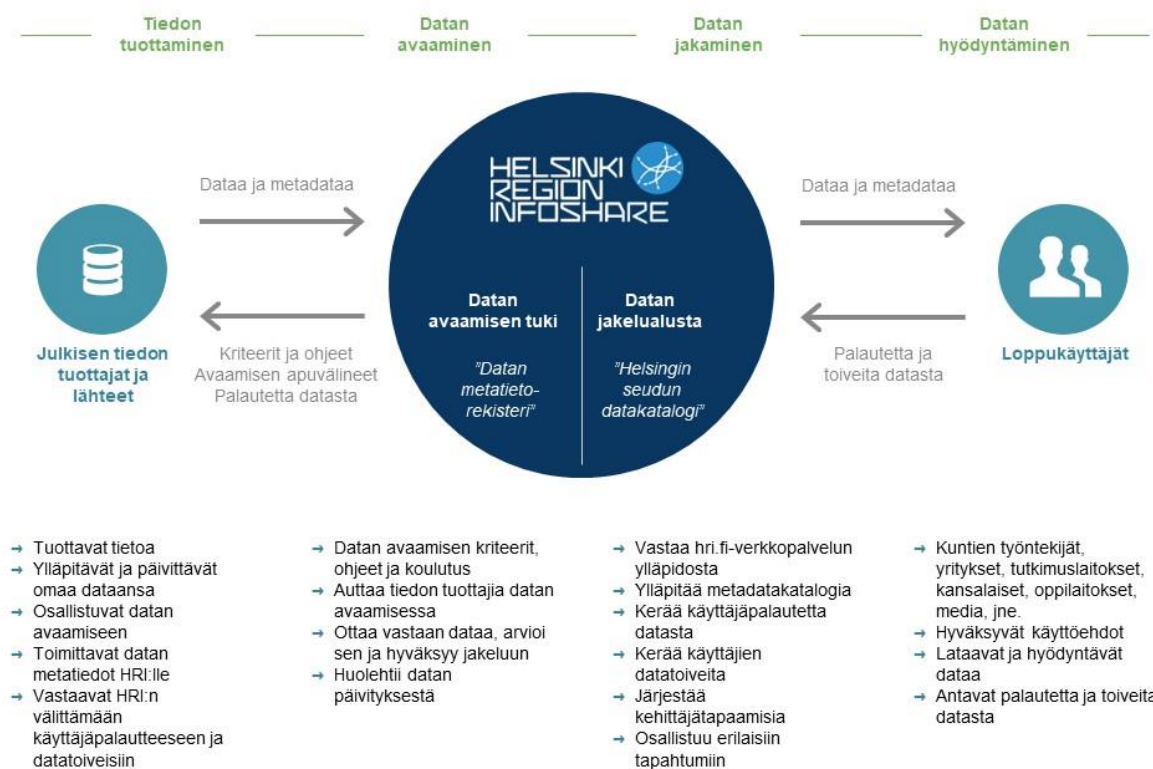 Tiedon
tuottaminen
Datan
avaaminen
Datan
jakaminen
Datan
hyödyntäminen
HELSINKI
REGION
INFOSHARE
Dataa ja metadataa
Dataa ja metadataa
Datan
avaamisen tuki
"Datan
metatieto-
rekisteri"
Datan
jakelualusta
"Helsingin
seudun
datakatalogi"
Julkisen tiedon
tuottajat ja
lähteet
Kriteerit ja ohjeet
Avaamisen apuvälineet
Palautetta datasta
Palautetta ja
toiveita datasta
Loppukäyttäjät
→ Tuottavat tietoa
→ Ylläpitävät ja päivittävät
omaa dataansa
→ Osallistuvat datan
avaamiseen
→ Toimittavat datan
metatiedot HRI:lle
→ Vastaavat HRI:n
välittämään
käyttäjäpalautteeseen ja
datatoiveisiin
→ Datan avaamisen kriteerit,
ohjeet ja koulutus
→ Auttaa tiedon tuottajia datan
avaamisessa
→ Ottaa vastaan dataa, arvioi
sen ja hyväksyy jakeluun
→ Huolehtii datan
päivityksestä
→ Vastaa hri.fi-verkkopalvelun
ylläpidosta
→ Ylläpitää metadatakatalogia
→ Kerää käyttäjäpalautetta
datasta
→ Kerää käyttäjien
datatoiveita
→ Järjestää
kehittäjätapaamisia
→ Osallistuu erilaisiin
tapahtumiin
→ Kuntien työntekijät,
yritykset, tutkimuslaitokset,
kansalaiset, oppilaitokset,
media, jne.
→ Hyväksyvät käyttöehdot
→ Lataavat ja hyödyntävät
dataa
→ Antavat palautetta ja toiveita
datasta